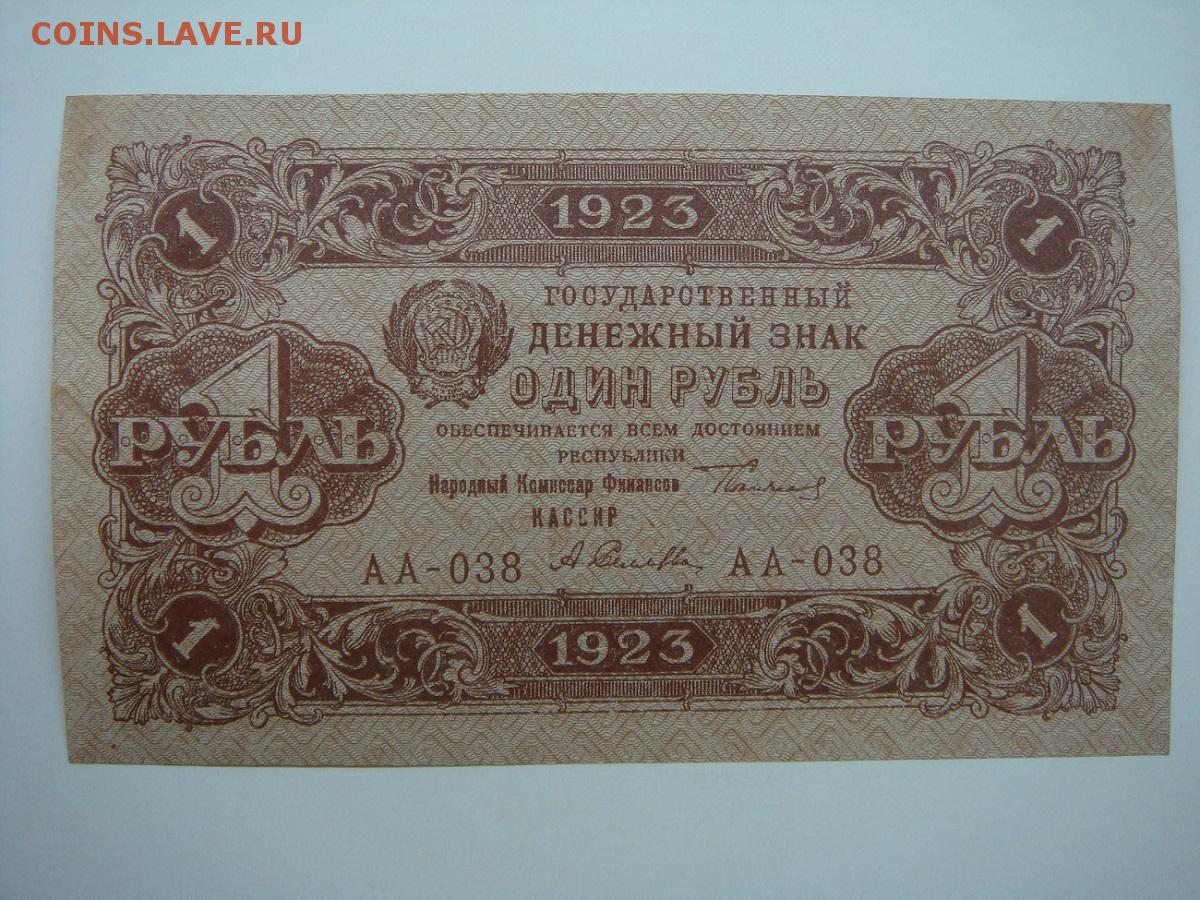 COINS.LAVE.RU
1 1923 1
ГОСУДАРСТВЕННЫЙ
ДЕНЕЖНЫЙ ЗНАК
ОДИН РУБЛЬ
1 РУБЛЬ
1 РУБЛЬ
ОБЕСПЕЧИВАЕТСЯ ВСЕМ ДОСТОЯНИЕМ
РЕСПУБЛИКИ
Народный Комиссар Финансов
КАССИР
АА-038 АА-038
1 1923 1